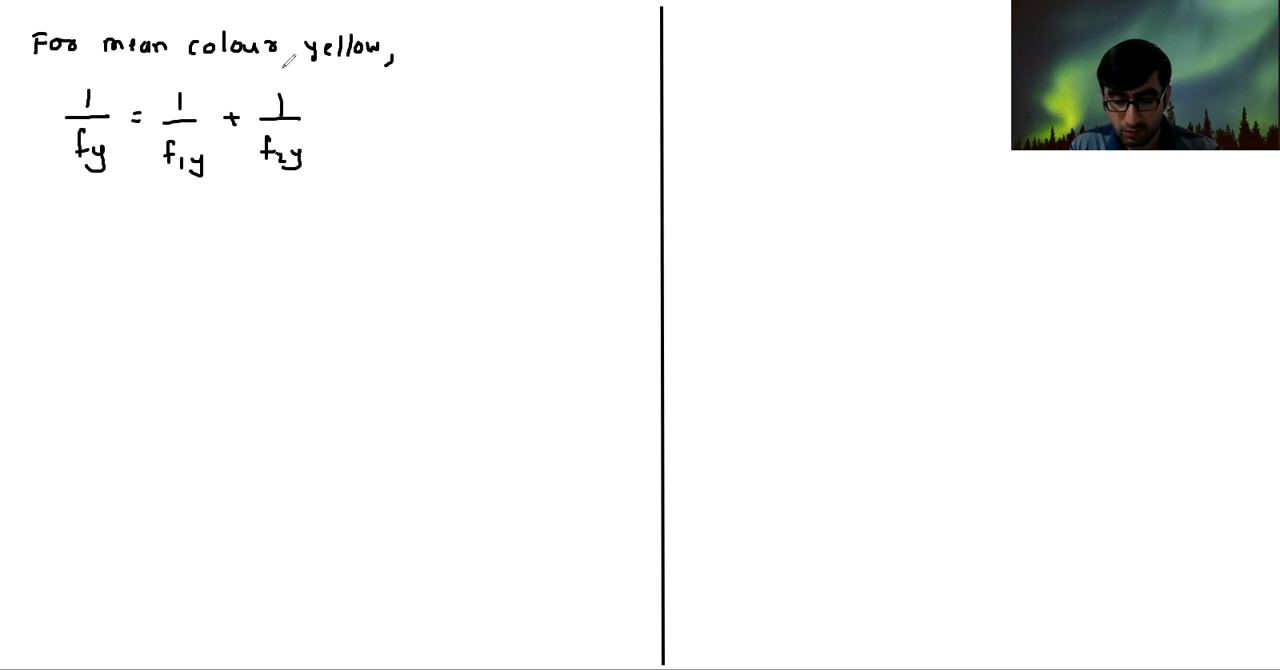 For mean colour, yellow,
1/fy = 1/f₁y + 1/f₂y